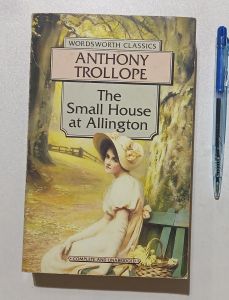 WORDSWORTH CLASSICS
ANTHONY
TROLLOPE
The
Small House
at Allington
COMPLETE AND UNABRIDGED